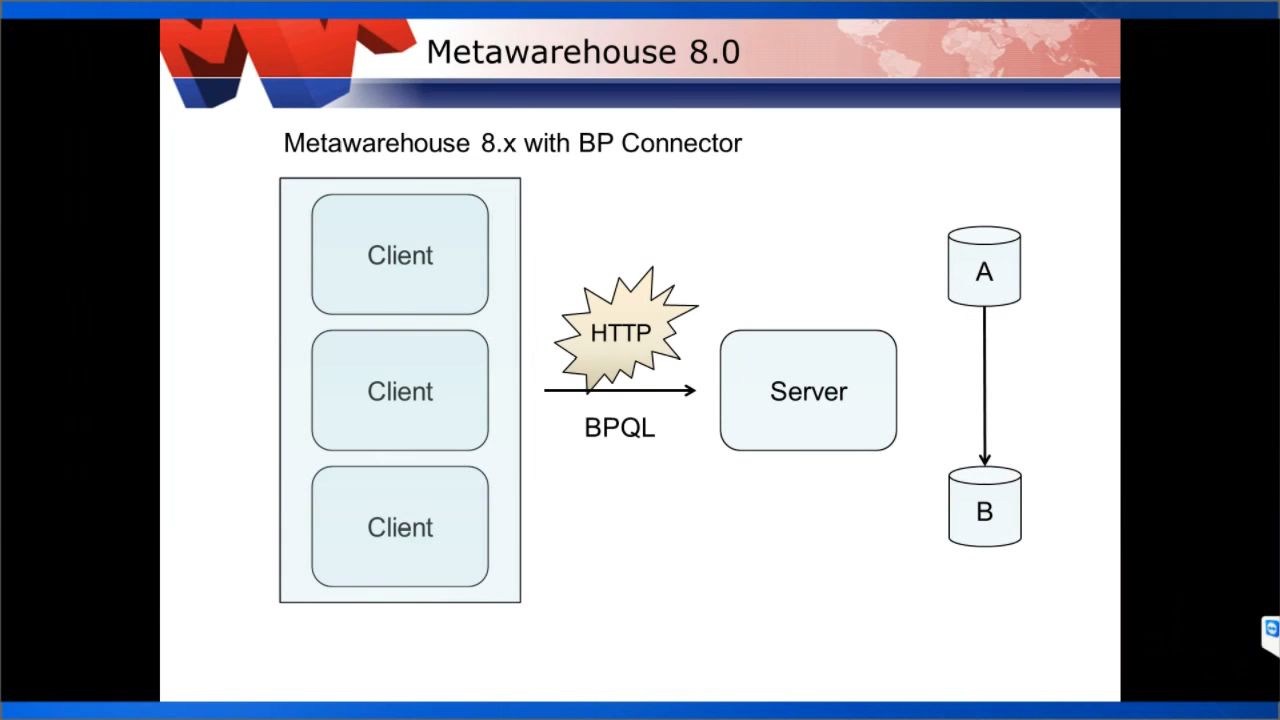 Metawarehouse 8.0
Metawarehouse 8.x with BP Connector
Client
Client
Client
HTTP
BPQL
Server
A
B